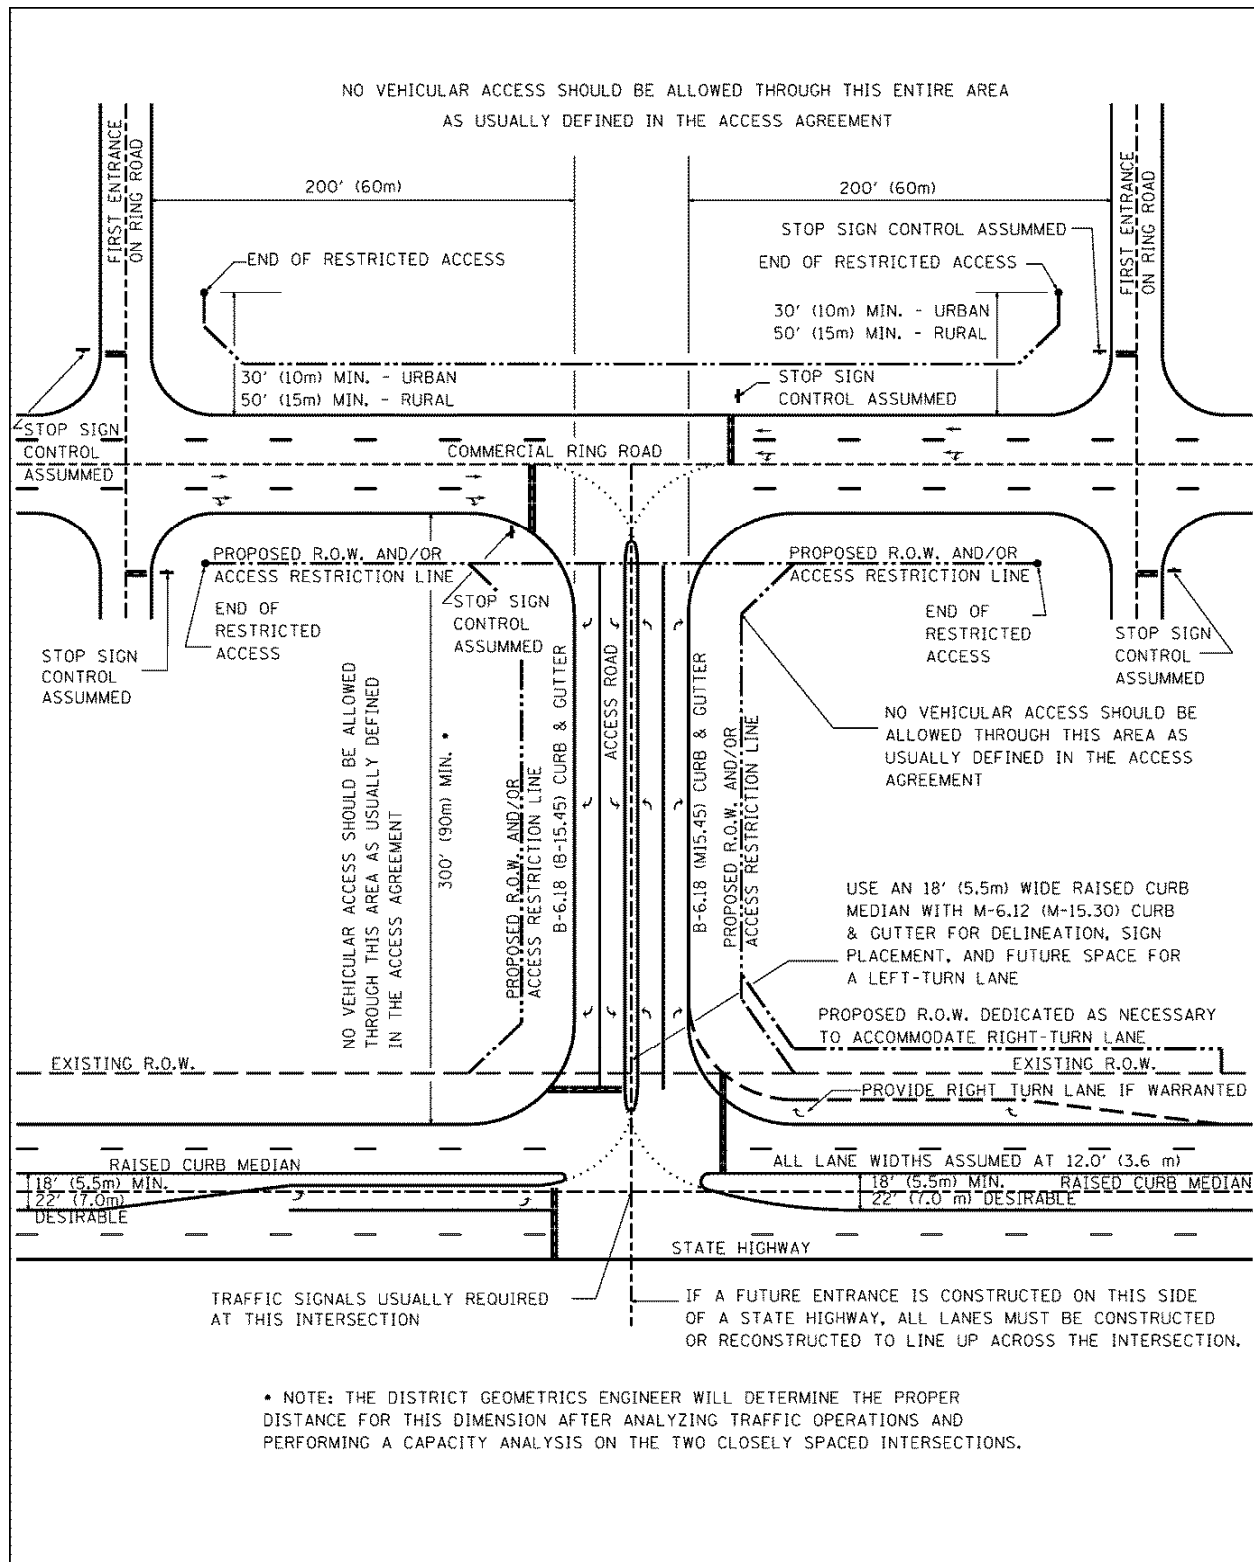 NO VEHICULAR ACCESS SHOULD BE ALLOWED THROUGH THIS ENTIRE AREA
AS USUALLY DEFINED IN THE ACCESS AGREEMENT
FIRST ENTRANCE
ON RING ROAD
200' (60m)
200' (60m)
FIRST ENTRANCE
ON RING ROAD
STOP SIGN CONTROL ASSUMMED
END OF RESTRICTED ACCESS
END OF RESTRICTED ACCESS
30' (10m) MIN. - URBAN
50' (15m) MIN. - RURAL
30' (10m) MIN. - URBAN
50' (15m) MIN. - RURAL
STOP SIGN
CONTROL ASSUMMED
STOP SIGN
CONTROL
ASSUMMED
COMMERCIAL RING ROAD
PROPOSED R.O.W. AND/OR
ACCESS RESTRICTION LINE
PROPOSED R.O.W. AND/OR
ACCESS RESTRICTION LINE
END OF
RESTRICTED
ACCESS
STOP SIGN
CONTROL
ASSUMMED
END OF
RESTRICTED
ACCESS
STOP SIGN
CONTROL
ASSUMMED
STOP SIGN
CONTROL
ASSUMMED
NO VEHICULAR ACCESS SHOULD BE ALLOWED
THROUGH THIS AREA AS USUALLY DEFINED
IN THE ACCESS AGREEMENT
300' (90m) MIN. *
PROPOSED R.O.W. AND/OR
ACCESS RESTRICTION LINE
B-6.18 (B-15.45) CURB & GUTTER
ACCESS ROAD
B-6.18 (M15.45) CURB & GUTTER
PROPOSED R.O.W. AND/OR
ACCESS RESTRICTION LINE
NO VEHICULAR ACCESS SHOULD BE
ALLOWED THROUGH THIS AREA AS
USUALLY DEFINED IN THE ACCESS
AGREEMENT
USE AN 18' (5.5m) WIDE RAISED CURB
MEDIAN WITH M-6.12 (M-15.30) CURB
& GUTTER FOR DELINEATION, SIGN
PLACEMENT, AND FUTURE SPACE FOR
A LEFT-TURN LANE
PROPOSED R.O.W. DEDICATED AS NECESSARY
TO ACCOMMODATE RIGHT-TURN LANE
EXISTING R.O.W.
EXISTING R.O.W.
PROVIDE RIGHT TURN LANE IF WARRANTED
RAISED CURB MEDIAN
ALL LANE WIDTHS ASSUMED AT 12.0' (3.6 m)
18' (5.5m) MIN.
22' (7.0m)
DESIRABLE
18' (5.5m) MIN.
RAISED CURB MEDIAN
22' (7.0 m) DESIRABLE
STATE HIGHWAY
TRAFFIC SIGNALS USUALLY REQUIRED
AT THIS INTERSECTION
IF A FUTURE ENTRANCE IS CONSTRUCTED ON THIS SIDE
OF A STATE HIGHWAY, ALL LANES MUST BE CONSTRUCTED
OR RECONSTRUCTED TO LINE UP ACROSS THE INTERSECTION.
* NOTE: THE DISTRICT GEOMETRICS ENGINEER WILL DETERMINE THE PROPER
DISTANCE FOR THIS DIMENSION AFTER ANALYZING TRAFFIC OPERATIONS AND
PERFORMING A CAPACITY ANALYSIS ON THE TWO CLOSELY SPACED INTERSECTIONS.